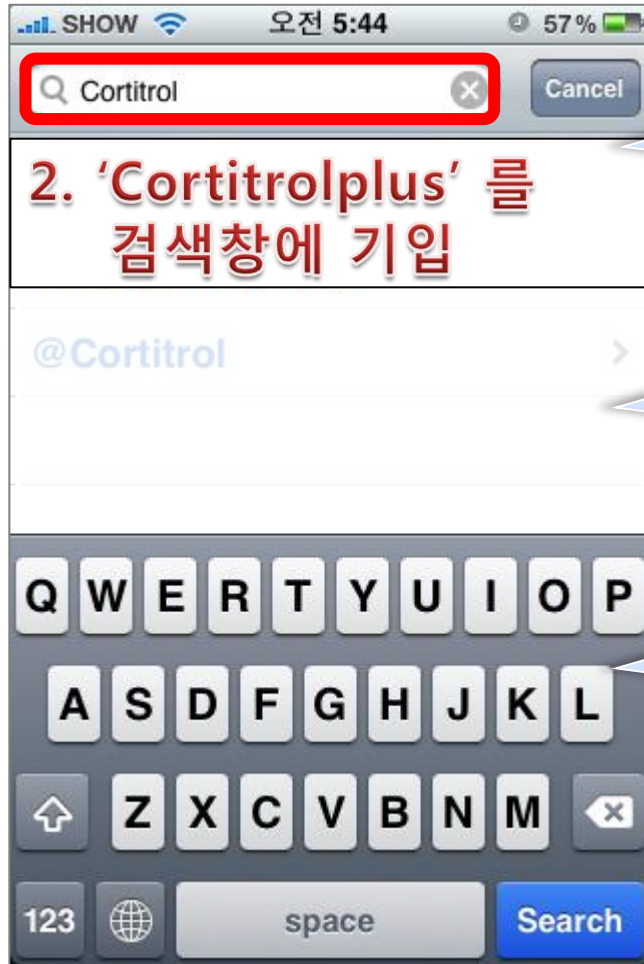 SHOW 오전 5:44 57%
Cortitrol Cancel
2. ‘Cortitrolplus’ 를
검색창에 기입
@Cortitrol
Q W E R T Y U I O P
A S D F G H J K L
Z X C V B N M
123 space Search